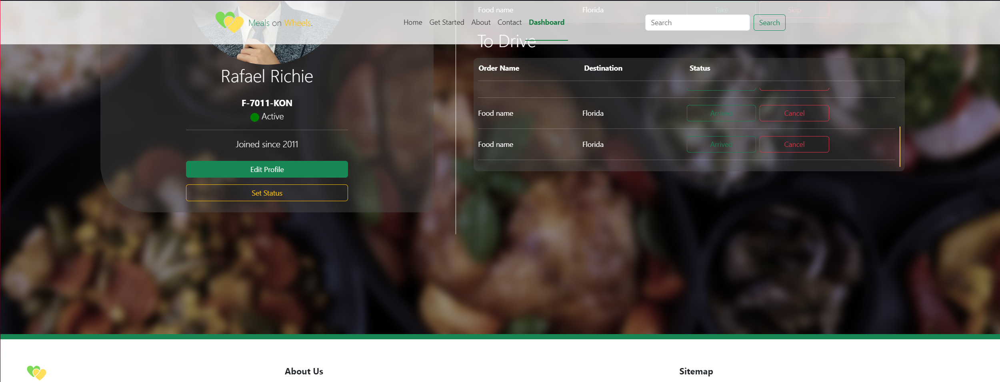 Meals on Wheels.
Home Get Started About Contact Dashboard
Search
Search
Rafael Richie
F-7011-KON
Active
Joined since 2011
Edit Profile
Set Status
Food name Florida Take Skip
To Drive
Order Name Destination Status
Food name Florida Arrived Cancel
Food name Florida Arrived Cancel
About Us
Sitemap